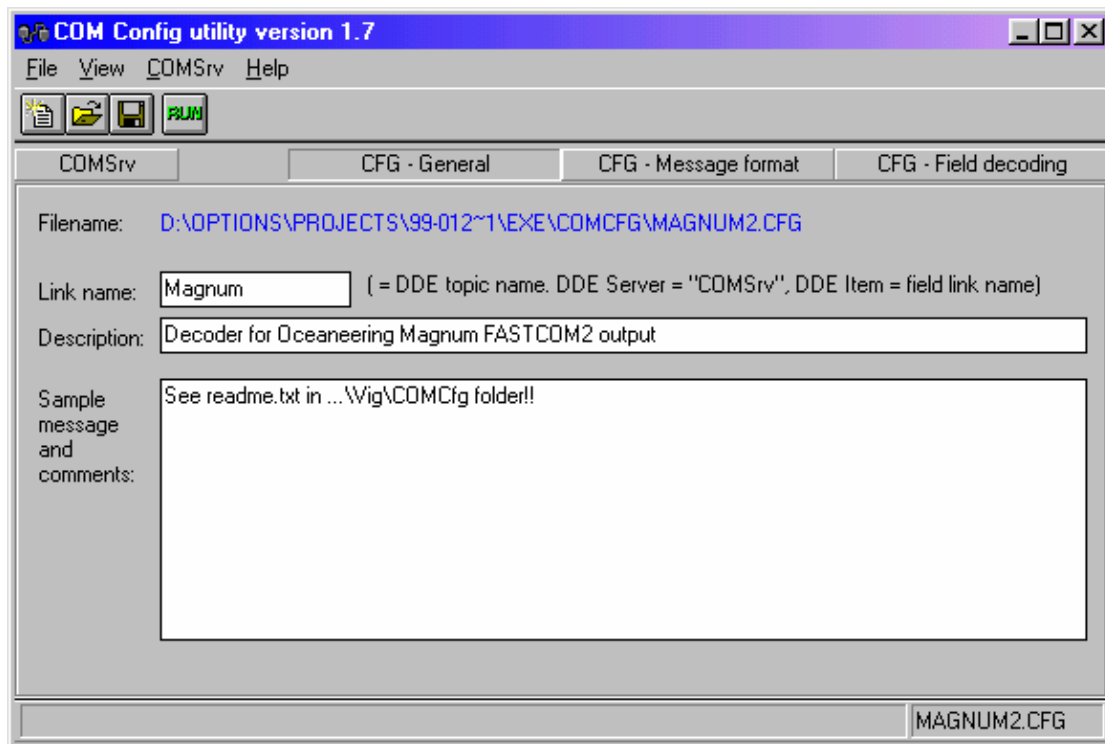 COM Config utility version 1.7
File View COMSrv Help
RUN
COMSrv CFG - General CFG - Message format CFG - Field decoding
Filename: D:\OPTIONS\PROJECTS\99-012~1\EXE\COMCFG\MAGNUM2.CFG
Link name: Magnum ( = DDE topic name. DDE Server = "COMSrv", DDE Item = field link name)
Description: Decoder for Oceaneering Magnum FASTCOM2 output
Sample message and comments: See readme.txt in ...\Vig\COMCfg folder!!
MAGNUM2.CFG